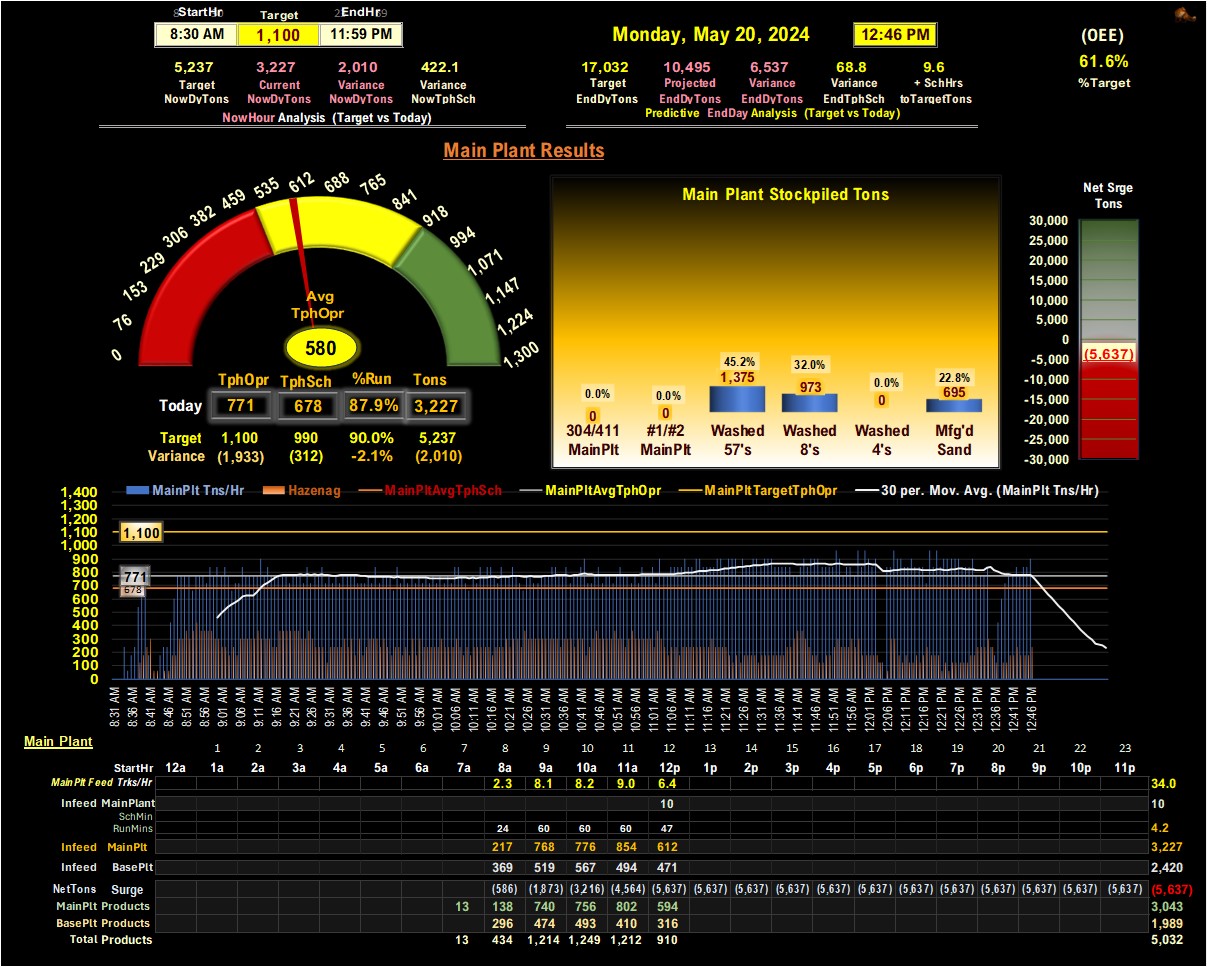 StartHr Target EndHr
8:30 AM 1,100 11:59 PM
Monday, May 20, 2024 12:46 PM (OEE)
61.6%
%Target
5,237 3,227 2,010 422.1
Target Current Variance Variance
NowDyTons NowDyTons NowDyTons NowTphSch
NowHour Analysis (Target vs Today)
17,032 10,495 6,537 68.8 9.6
Target Projected Variance Variance + SchHrs
EndDyTons EndDyTons EndDyTons EndTphSch toTargetTons
Predictive EndDay Analysis (Target vs Today)
Main Plant Results
0 76 153 229 306 382 459 535 612 688 765 841 918 994 1,071 1,147 1,224 1,300
Avg
TphOpr
580
TphOpr TphSch %Run Tons
Today 771 678 87.9% 3,227
Target 1,100 990 90.0% 5,237
Variance (1,933) (312) -2.1% (2,010)
Main Plant Stockpiled Tons
0.0% 0.0% 45.2% 32.0% 0.0% 22.8%
0 0 1,375 973 0 695
304/411 #1/#2 Washed Washed Washed Mfg'd
MainPlt MainPlt 57's 8's 4's Sand
Net Srge
Tons
30,000
25,000
20,000
15,000
10,000
5,000
0
-5,000 (5,637)
-10,000
-15,000
-20,000
-25,000
-30,000
MainPlt Tns/Hr Hazenag MainPltAvgTphSch MainPltAvgTphOpr MainPltTargetTphOpr 30 per. Mov. Avg. (MainPlt Tns/Hr)
1,400
1,300
1,200
1,100 1,100
1,000
900
800 771
700 678
600
500
400
300
200
100
0
8:31 AM 8:36 AM 8:41 AM 8:46 AM 8:51 AM 8:56 AM 9:01 AM 9:06 AM 9:11 AM 9:16 AM 9:21 AM 9:26 AM 9:31 AM 9:36 AM 9:41 AM 9:46 AM 9:51 AM 9:56 AM 10:01 AM 10:06 AM 10:11 AM 10:16 AM 10:21 AM 10:26 AM 10:31 AM 10:36 AM 10:41 AM 10:46 AM 10:51 AM 10:56 AM 11:01 AM 11:06 AM 11:11 AM 11:16 AM 11:21 AM 11:26 AM 11:31 AM 11:36 AM 11:41 AM 11:46 AM 11:51 AM 11:56 AM 12:01 PM 12:06 PM 12:11 PM 12:16 PM 12:21 PM 12:26 PM 12:31 PM 12:36 PM 12:41 PM 12:46 PM
Main Plant
1 2 3 4 5 6 7 8 9 10 11 12 13 14 15 16 17 18 19 20 21 22 23
StartHr 12a 1a 2a 3a 4a 5a 6a 7a 8a 9a 10a 11a 12p 1p 2p 3p 4p 5p 6p 7p 8p 9p 10p 11p
MainPlt Feed Trks/Hr 2.3 8.1 8.2 9.0 6.4 34.0
Infeed MainPlant 10 10
SchMin
RunMins 24 60 60 60 47 4.2
Infeed MainPlt 217 768 776 854 612 3,227
Infeed BasePlt 369 519 567 494 471 2,420
NetTons Surge (586) (1,873) (3,216) (4,564) (5,637) (5,637) (5,637) (5,637) (5,637) (5,637) (5,637) (5,637) (5,637) (5,637) (5,637) (5,637) (5,637)
MainPlt Products 13 138 740 756 802 594 3,043
BasePlt Products 296 474 493 410 316 1,989
Total Products 13 434 1,214 1,249 1,212 910 5,032